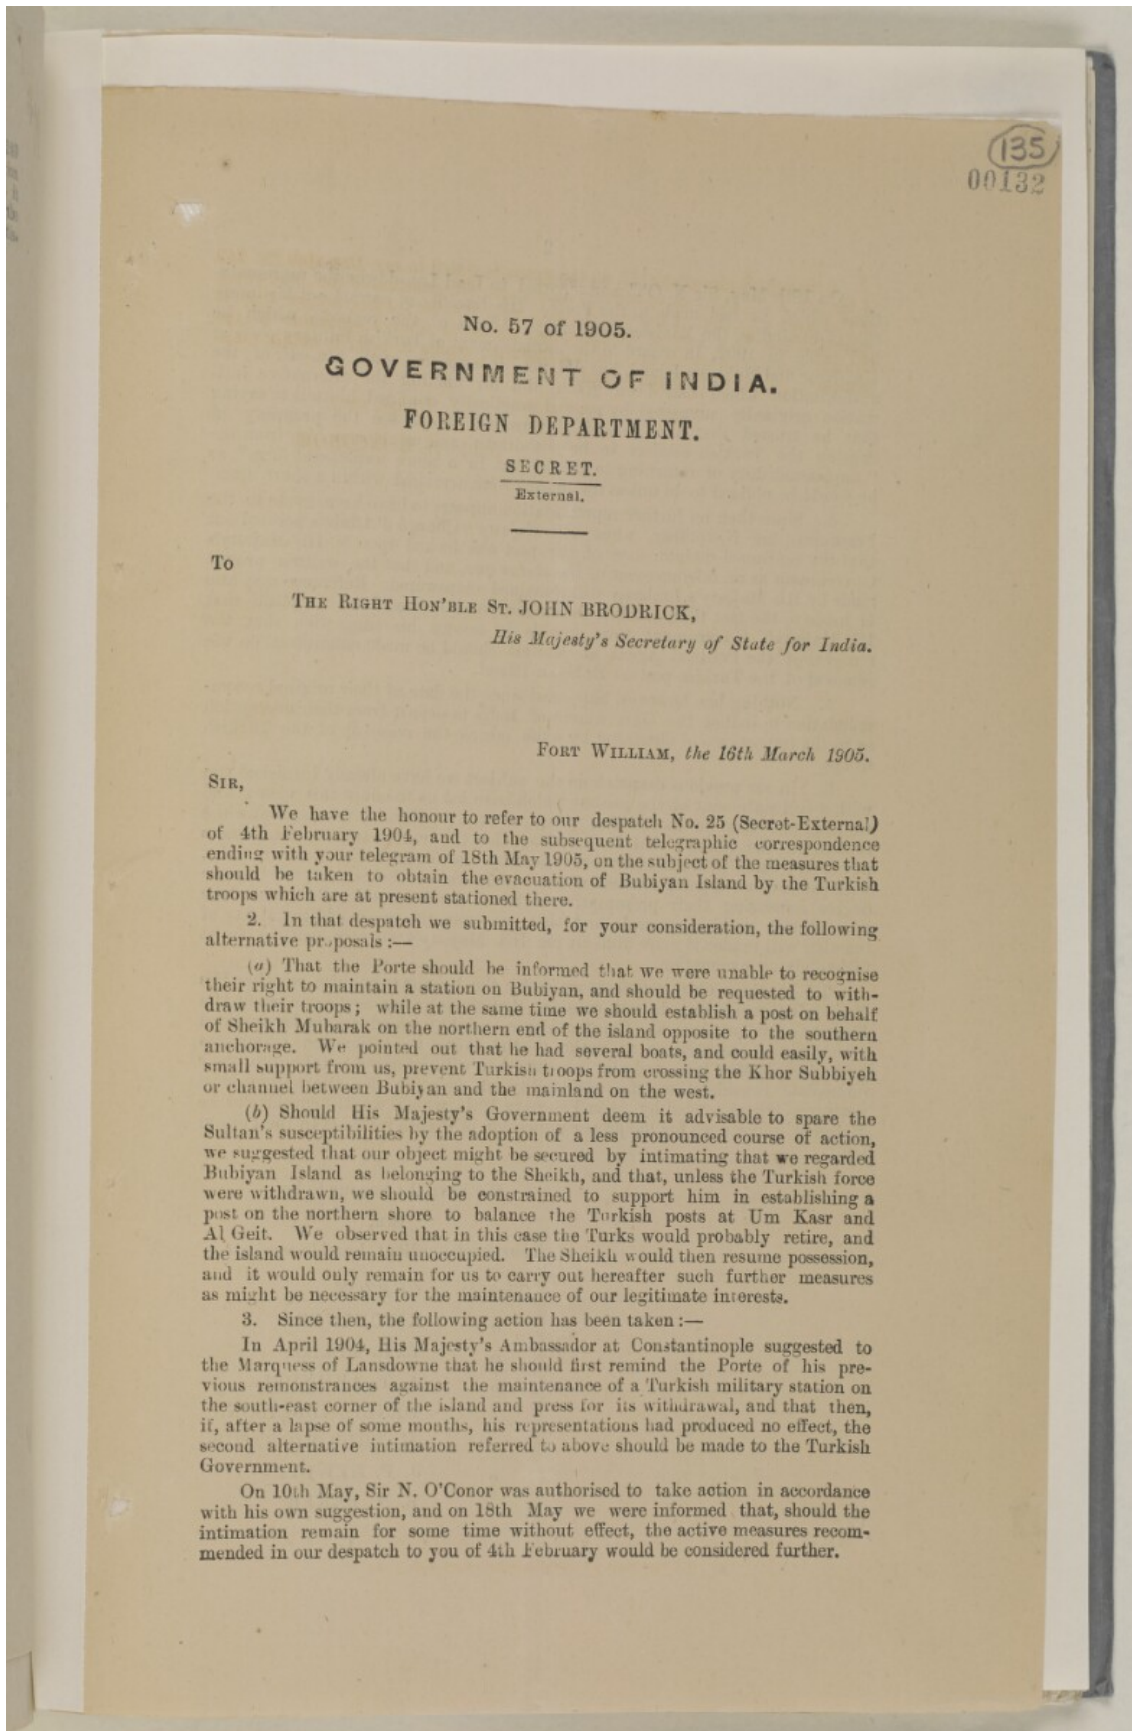 135
00132
No. 57 of 1905.
GOVERNMENT OF INDIA.
FOREIGN DEPARTMENT.
SECRET.
External.
To
THE RIGHT HON'BLE ST. JOHN BRODRICK,
His Majesty's Secretary of State for India.
FORT WILLIAM, the 16th March 1905.
SIR,
We have the honour to refer to our despatch No. 25 (Secret-External)
of 4th February 1904, and to the subsequent telegraphic correspondence
ending with your telegram of 18th May 1905, on the subject of the measures that
should be taken to obtain the evacuation of Bubiyan Island by the Turkish
troops which are at present stationed there.
2. In that despatch we submitted, for your consideration, the following
alternative proposals :—
(a) That the Porte should be informed that we were unable to recognise
their right to maintain a station on Bubiyan, and should be requested to with-
draw their troops; while at the same time we should establish a post on behalf
of Sheikh Mubarak on the northern end of the island opposite to the southern
anchorage. We pointed out that he had several boats, and could easily, with
small support from us, prevent Turkish troops from crossing the Khor Subbiyeh
or channel between Bubiyan and the mainland on the west.
(b) Should His Majesty's Government deem it advisable to spare the
Sultan's susceptibilities by the adoption of a less pronounced course of action,
we suggested that our object might be secured by intimating that we regarded
Bubiyan Island as belonging to the Sheikh, and that, unless the Turkish force
were withdrawn, we should be constrained to support him in establishing a
post on the northern shore to balance the Turkish posts at Um Kasr and
Al Geit. We observed that in this case the Turks would probably retire, and
the island would remain unoccupied. The Sheikh would then resume possession,
and it would only remain for us to carry out hereafter such further measures
as might be necessary for the maintenance of our legitimate interests.
3. Since then, the following action has been taken :—
In April 1904, His Majesty's Ambassador at Constantinople suggested to
the Marquess of Lansdowne that he should first remind the Porte of his pre-
vious remonstrances against the maintenance of a Turkish military station on
the south-east corner of the island and press for its withdrawal, and that then,
if, after a lapse of some months, his representations had produced no effect, the
second alternative intimation referred to above should be made to the Turkish
Government.
On 10th May, Sir N. O'Conor was authorised to take action in accordance
with his own suggestion, and on 18th May we were informed that, should the
intimation remain for some time without effect, the active measures recom-
mended in our despatch to you of 4th February would be considered further.